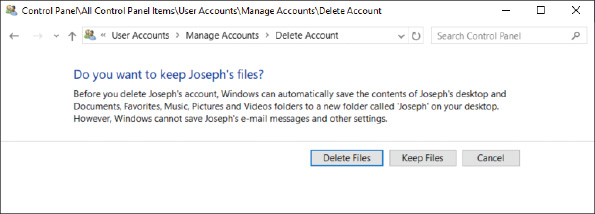 Control Panel\All Control Panel Items\User Accounts\Manage Accounts\Delete Account
« User Accounts > Manage Accounts > Delete Account
Search Control Panel
Do you want to keep Joseph's files?
Before you delete Joseph's account, Windows can automatically save the contents of Joseph's desktop and
Documents, Favorites, Music, Pictures and Videos folders to a new folder called 'Joseph' on your desktop.
However, Windows cannot save Joseph's e-mail messages and other settings.
Delete Files
Keep Files
Cancel